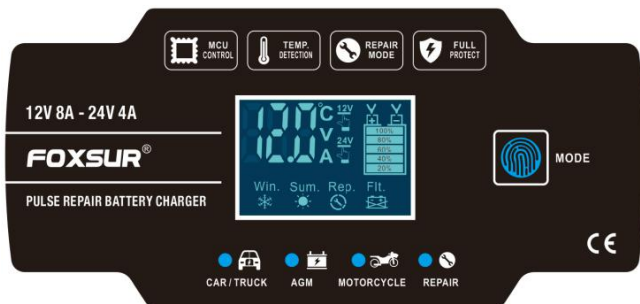 MCU CONTROL
TEMP. DETECTION
REPAIR MODE
FULL PROTECT
12V 8A - 24V 4A
FOXSUR®
PULSE REPAIR BATTERY CHARGER
12.0
°C
V
A
12V
24V
100%
80%
60%
40%
20%
Win. Sum. Rep. Flt.
MODE
CE
CAR / TRUCK AGM MOTORCYCLE REPAIR